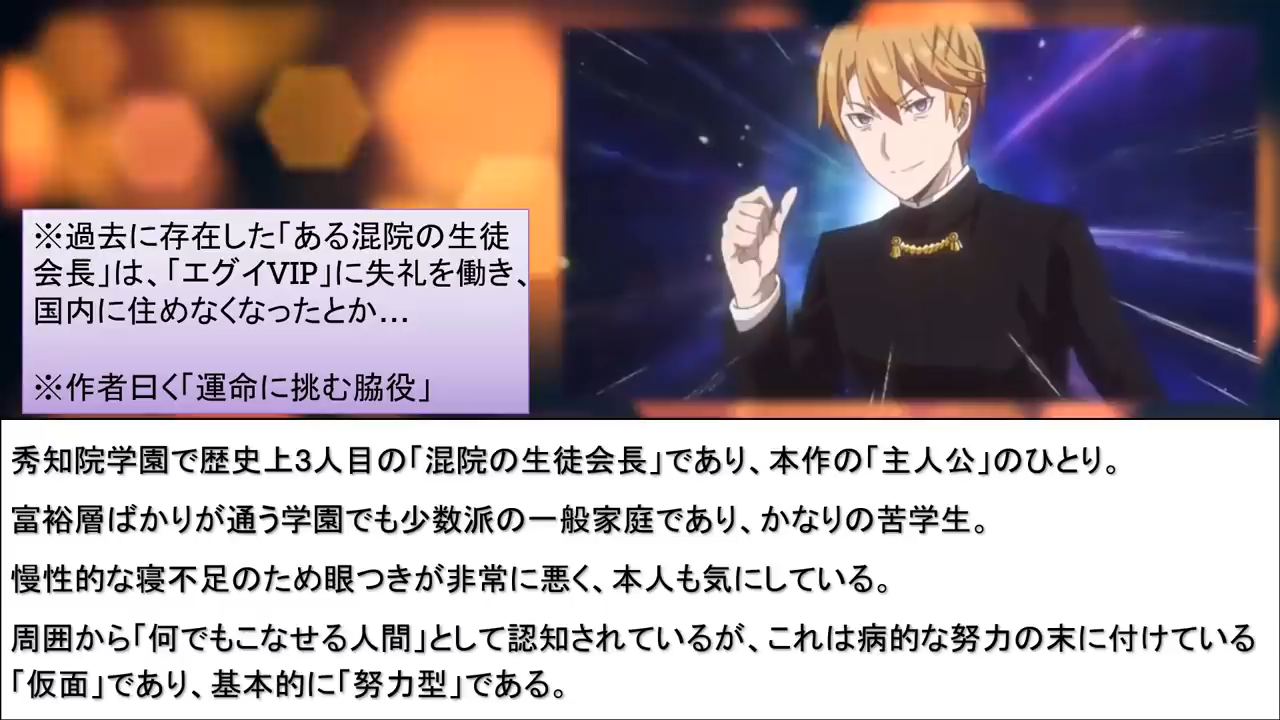 ※過去に存在した「ある混院の生徒
会長」は、「エグイVIP」に失礼を働き、
国内に住めなくなったとか…
※作者曰く「運命に挑む脇役」
秀知院学園で歴史上3人目の「混院の生徒会長」であり、本作の「主人公」のひとり。
富裕層ばかりが通う学園でも少数派の一般家庭であり、かなりの苦学生。
慢性的な寝不足のため眼つきが非常に悪く、本人も気にしている。
周囲から「何でもこなせる人間」として認知されているが、これは病的な努力の末に付けている
「仮面」であり、基本的に「努力型」である。